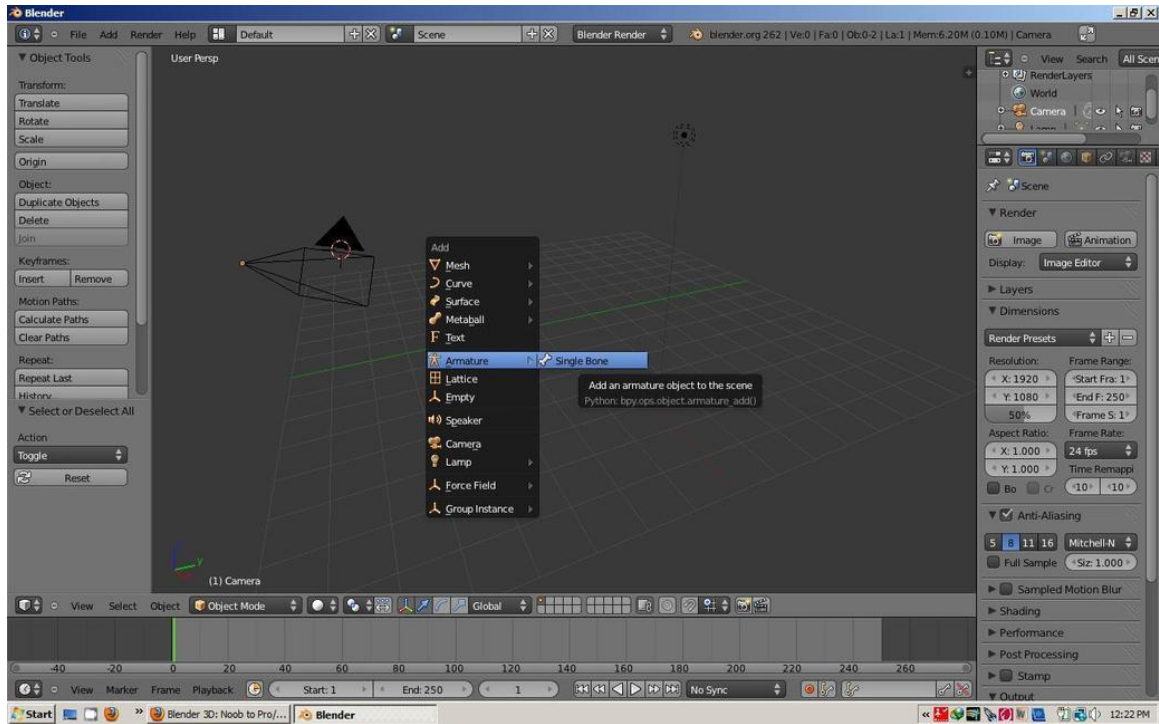 Blender
File Add Render Help Default Scene Blender Render blender.org 262 | Ve:0 | Fa:0 | Ob:0-2 | La:1 | Mem:6.20M (0.10M) | Camera
Object Tools
Transform:
Translate
Rotate
Scale
Origin
Object:
Duplicate Objects
Delete
Join
Keyframes:
Insert Remove
Motion Paths:
Calculate Paths
Clear Paths
Repeat:
Repeat Last
History
Select or Deselect All
Action
Toggle
Reset
User Persp
Add
Mesh
Curve
Surface
Metaball
Text
Armature Single Bone
Lattice
Empty
Speaker
Camera
Lamp
Force Field
Group Instance
Add an armature object to the scene
Python: bpy.ops.object.armature_add()
y
(1) Camera
View Search All Scen
RenderLayers
World
Camera
Lamp
Scene
Render
Image Animation
Display: Image Editor
Layers
Dimensions
Render Presets
Resolution: Frame Range:
X: 1920 Start Fra: 1
Y: 1080 End F: 250
50% Frame S: 1
Aspect Ratio: Frame Rate:
X: 1.000 24 fps
Y: 1.000 Time Remappi
Bo Cr 10 10
Anti-Aliasing
5 8 11 16 Mitchell-N
Full Sample Siz: 1.000
Sampled Motion Blur
Shading
Performance
Post Processing
Stamp
Output
View Select Object Object Mode Global
-40 -20 0 20 40 60 80 100 120 140 160 180 200 220 240 260
View Marker Frame Playback Start: 1 End: 250 1 No Sync
Start Blender 3D: Noob to Pro/... Blender 12:22 PM